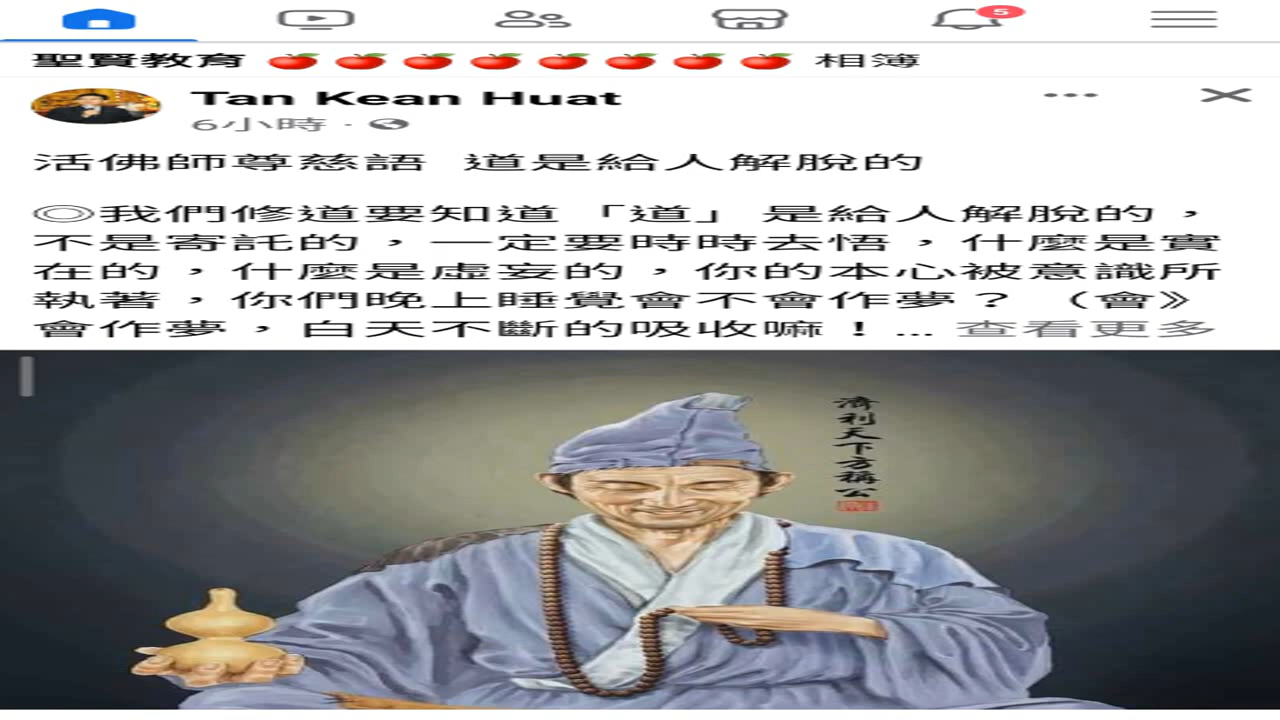 5
聖賢教育 🍎🍎🍎🍎🍎🍎🍎🍎 相簿
Tan Kean Huat
6小時 ·
活佛師尊慈語 道是給人解脫的
◎我們修道要知道「道」是給人解脫的，
不是寄託的，一定要時時去悟，什麼是實
在的，什麼是虛妄的，你的本心被意識所
執著，你們晚上睡覺會不會作夢？（會》
會作夢，白天不斷的吸收嘛！... 查看更多
濟利天下方稱公